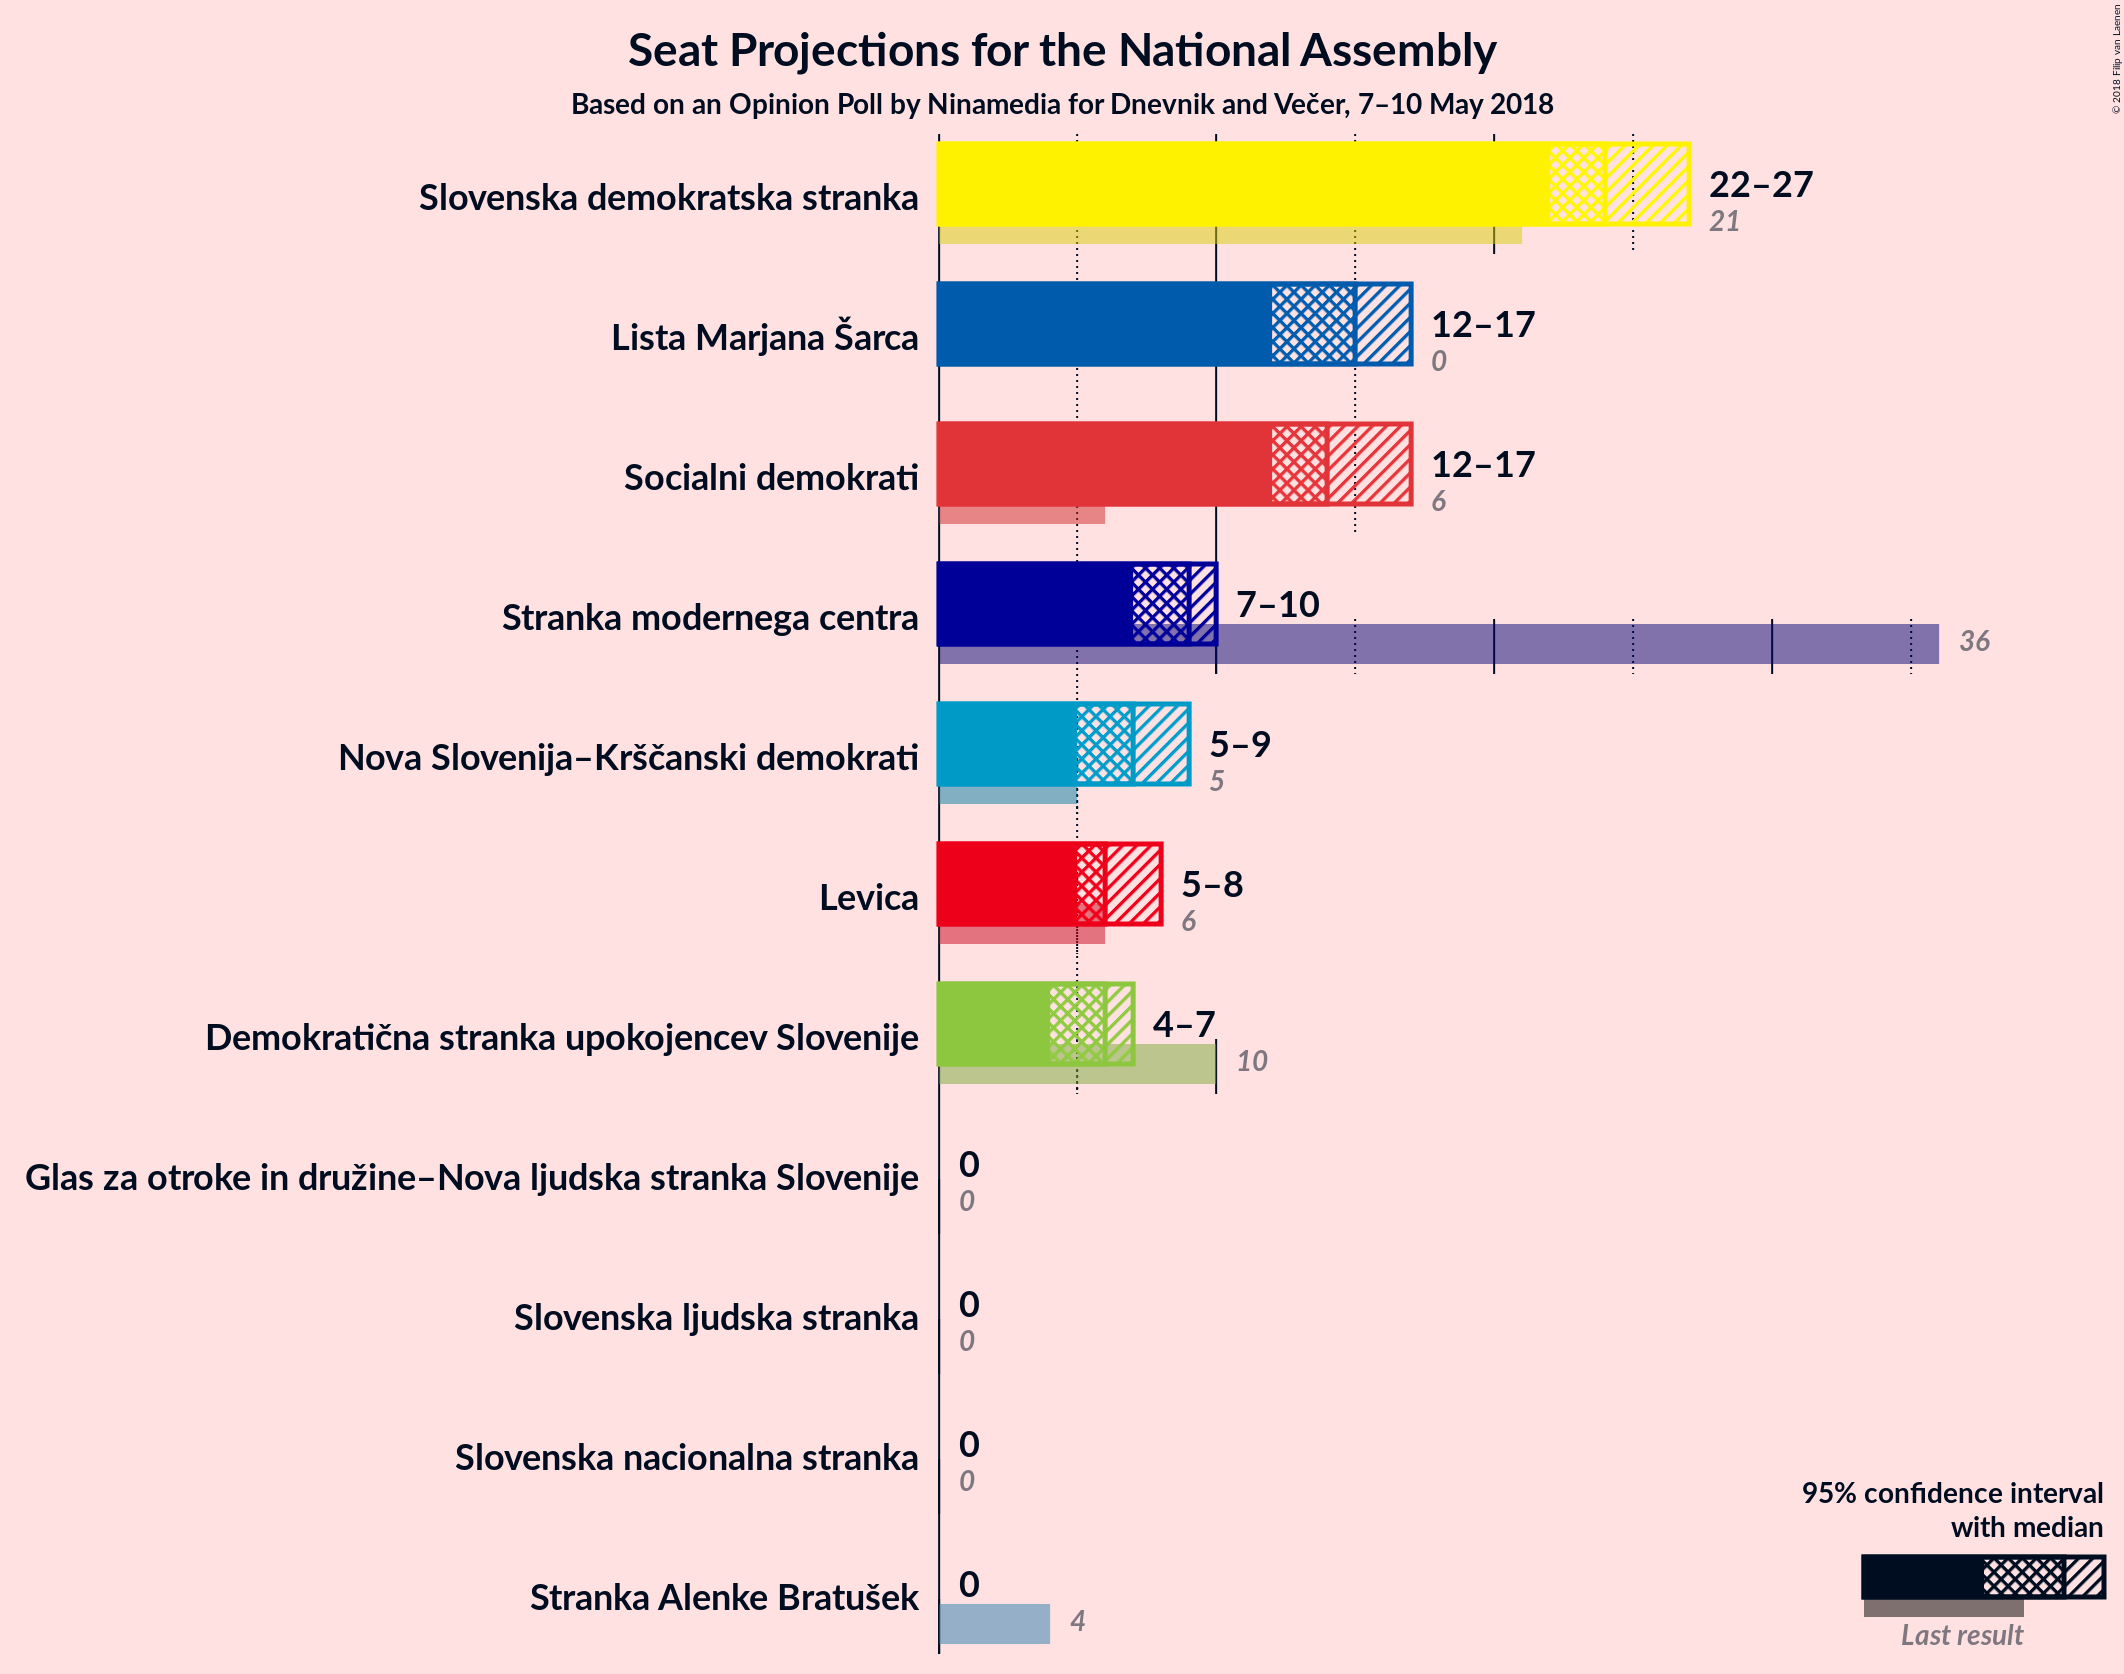 Seat Projections for the National Assembly
Based on an Opinion Poll by Ninamedia for Dnevnik and Večer, 7–10 May 2018
© 2018 Filip van Laenen
Slovenska demokratska stranka
22–27
21
Lista Marjana Šarca
12–17
0
Socialni demokrati
12–17
6
Stranka modernega centra
7–10
36
Nova Slovenija–Krščanski demokrati
5–9
5
Levica
5–8
6
Demokratična stranka upokojencev Slovenije
4–7
10
Glas za otroke in družine–Nova ljudska stranka Slovenije
0
0
Slovenska ljudska stranka
0
0
Slovenska nacionalna stranka
0
0
Stranka Alenke Bratušek
0
4
95% confidence interval
with median
Last result